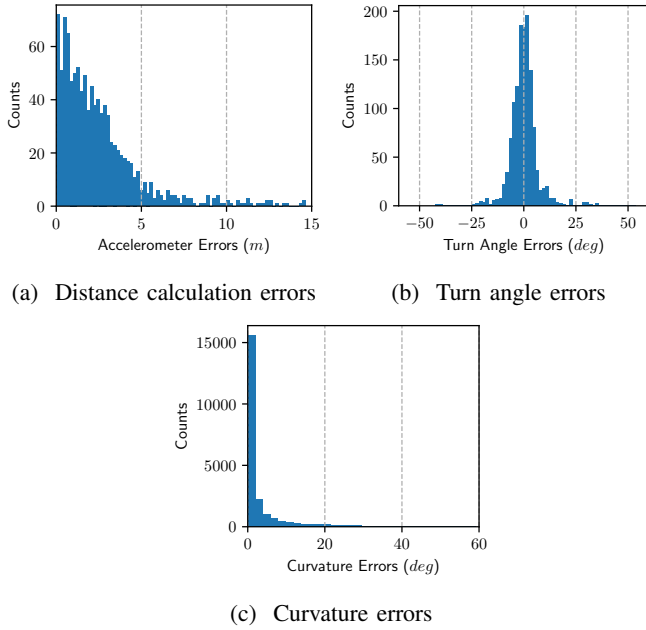 60
40
20
0
Counts
0
5
10
15
Accelerometer Errors (m)
(a) Distance calculation errors
200
150
100
50
0
Counts
−50
−25
0
25
50
Turn Angle Errors (deg)
(b) Turn angle errors
15000
10000
5000
0
Counts
0
20
40
60
Curvature Errors (deg)
(c) Curvature errors